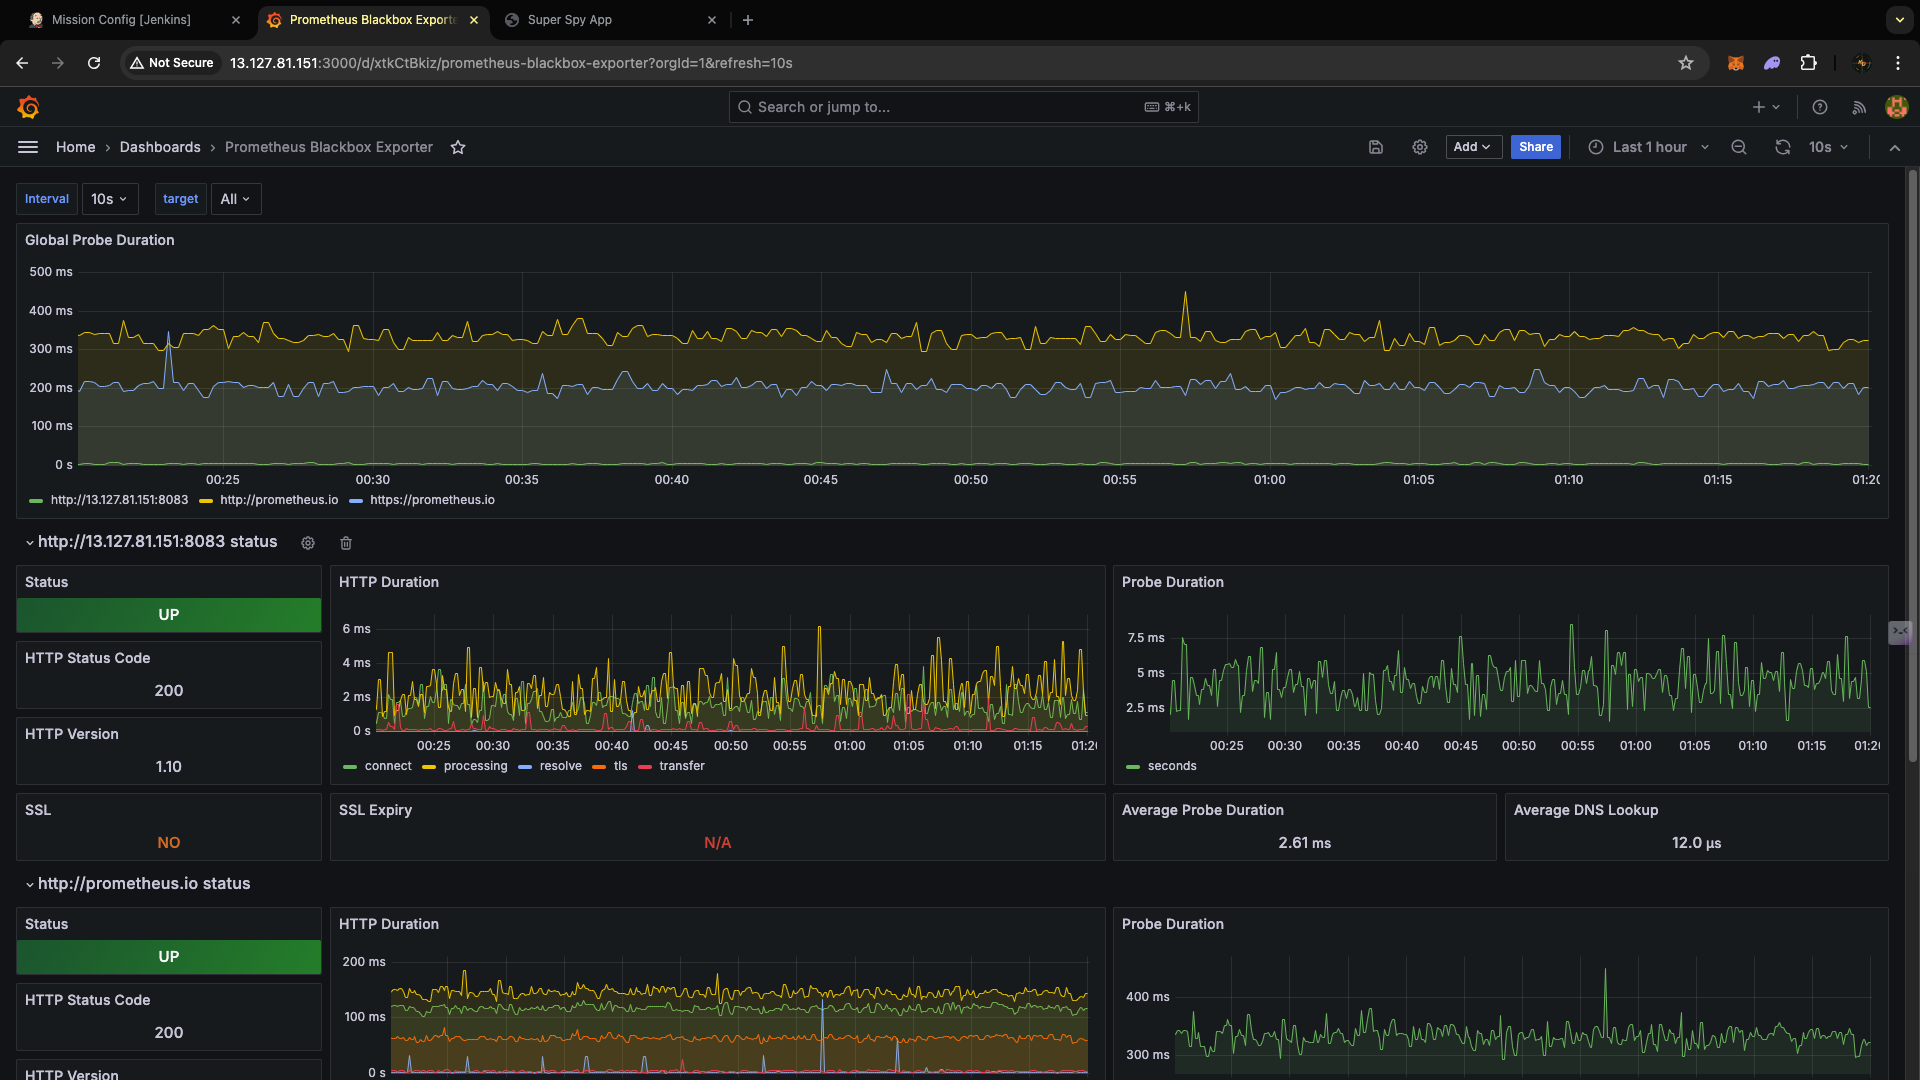 Mission Config [Jenkins]
Prometheus Blackbox Exporte
Super Spy App
Not Secure
13.127.81.151:3000/d/xtkCtBkiz/prometheus-blackbox-exporter?orgId=1&refresh=10s
Search or jump to...
⌘+k
Home › Dashboards › Prometheus Blackbox Exporter
Add
Share
Last 1 hour
10s
Interval
10s
target
All
Global Probe Duration
500 ms
400 ms
300 ms
200 ms
100 ms
0 s
00:25 00:30 00:35 00:40 00:45 00:50 00:55 01:00 01:05 01:10 01:15 01:20
http://13.127.81.151:8083 http://prometheus.io https://prometheus.io
http://13.127.81.151:8083 status
Status
UP
HTTP Status Code
200
HTTP Version
1.10
HTTP Duration
6 ms
4 ms
2 ms
0 s
00:25 00:30 00:35 00:40 00:45 00:50 00:55 01:00 01:05 01:10 01:15 01:20
connect processing resolve tls transfer
Probe Duration
7.5 ms
5 ms
2.5 ms
00:25 00:30 00:35 00:40 00:45 00:50 00:55 01:00 01:05 01:10 01:15 01:20
seconds
SSL
NO
SSL Expiry
N/A
Average Probe Duration
2.61 ms
Average DNS Lookup
12.0 µs
http://prometheus.io status
Status
UP
HTTP Status Code
200
HTTP Version
HTTP Duration
200 ms
100 ms
0 s
Probe Duration
400 ms
300 ms